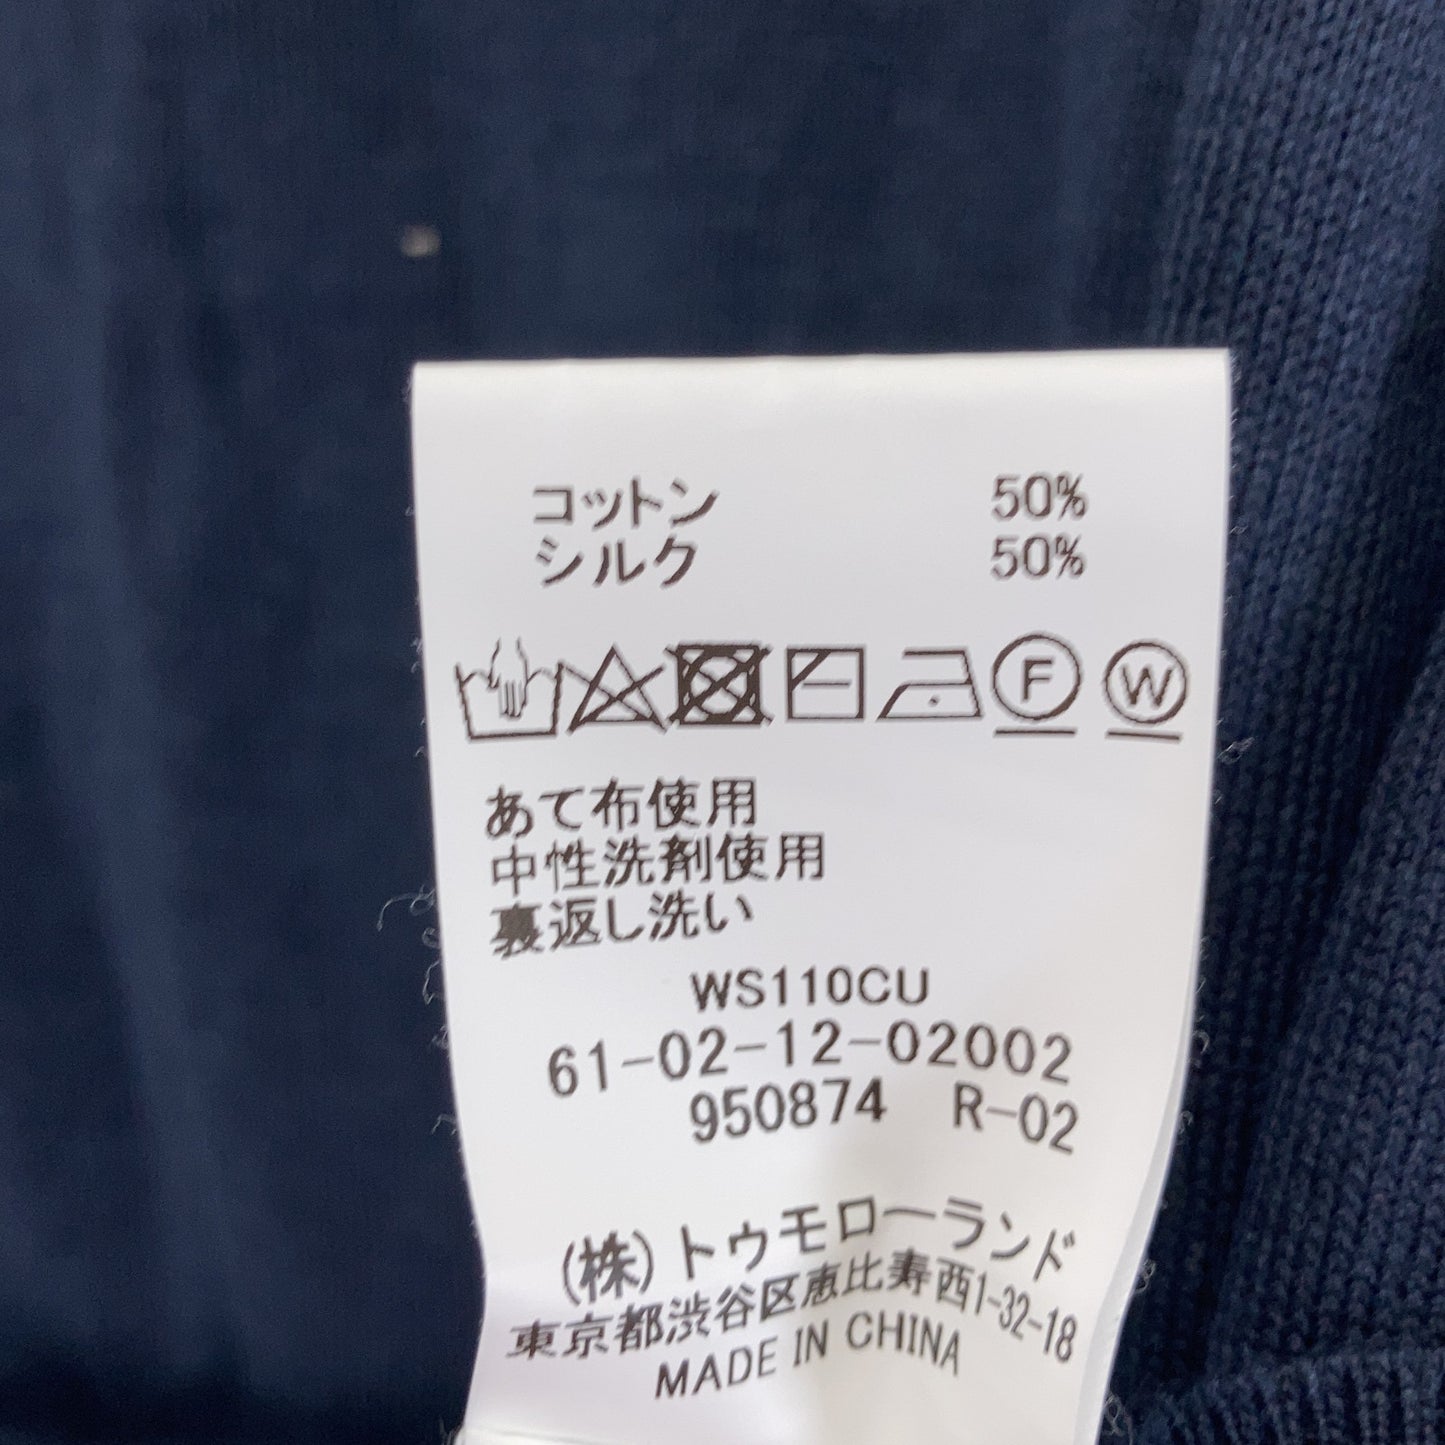 コットン 50%
シルク 50%
F W
あて布使用
中性洗剤使用
裏返し洗い
WS110CU
61-02-12-02002
950874 R-02
(株)トゥモローランド
東京都渋谷区恵比寿西1-32-18
MADE IN CHINA